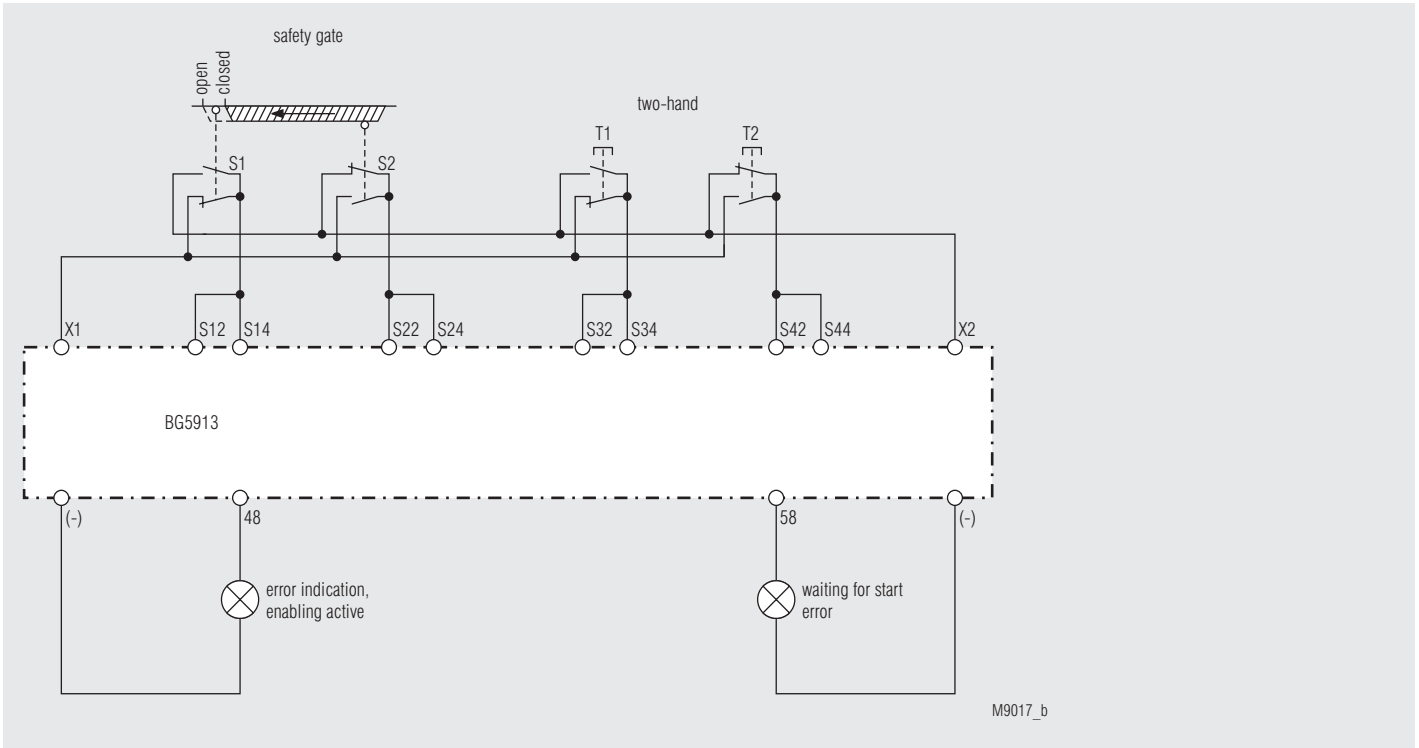 safety gate
open
closed
two-hand
T1
T2
S1
S2
X1
S12
S14
S22
S24
S32
S34
S42
S44
X2
BG5913
(-)
48
58
(-)
error indication,
enabling active
waiting for start
error
M9017_b